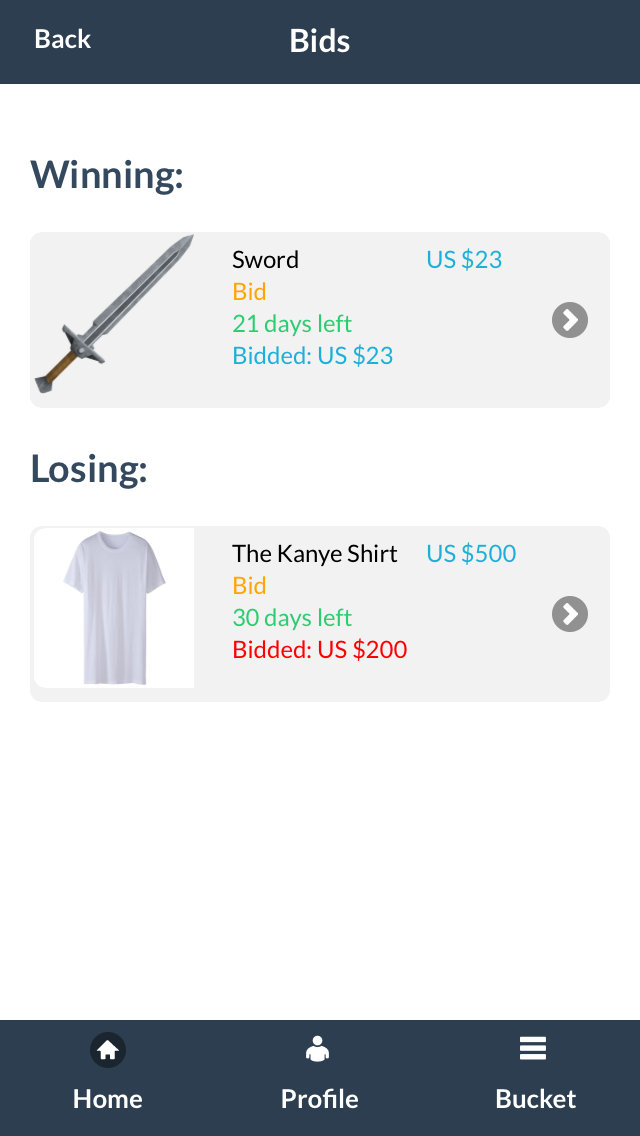 Back
Bids
Winning:
Sword
US $23
Bid
21 days left
Bidded: US $23
Losing:
The Kanye Shirt
US $500
Bid
30 days left
Bidded: US $200
Home
Profile
Bucket